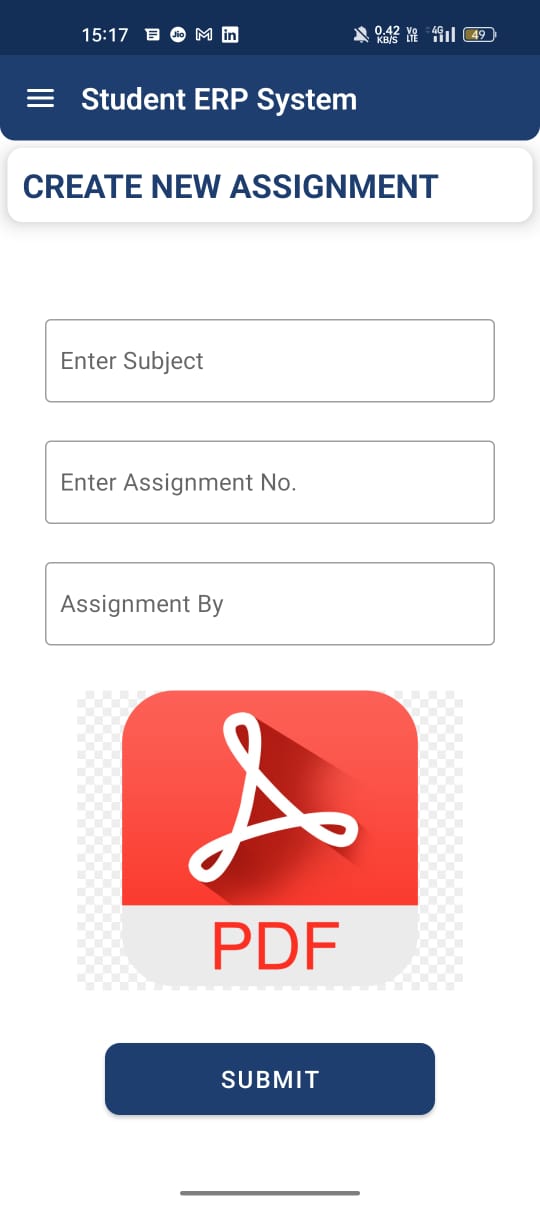 15:17 Jio M in 0.42 KB/S Vo LTE 4G 49
Student ERP System
CREATE NEW ASSIGNMENT
Enter Subject
Enter Assignment No.
Assignment By
PDF
SUBMIT